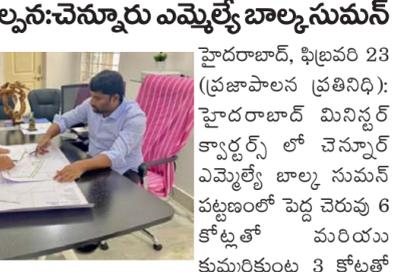 ల్పన:చెన్నూరు ఎమ్మెల్యే బాల్కసుమన్
హైదరాబాద్, ఫిబ్రవరి 23
(ప్రజాపాలన ప్రతినిధి):
హైదరాబాద్ మినిస్టర్
క్వార్టర్స్ లో చెన్నూర్
ఎమ్మెల్యే బాల్క సుమన్
పట్టణంలో పెద్ద చెరువు 6
కోట్లతో మరియు
కుమ్మరికుంట 3 కోట్లతో